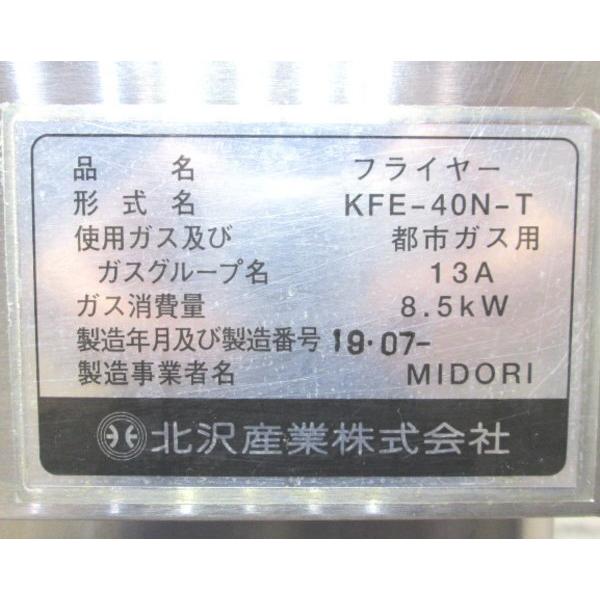 品名 フライヤー
形式名 KFE-40N-T
使用ガス及び 都市ガス用
ガスグループ名 13A
ガス消費量 8.5kW
製造年月及び製造番号 19・07-
製造事業者名 MIDORI
北沢産業株式会社